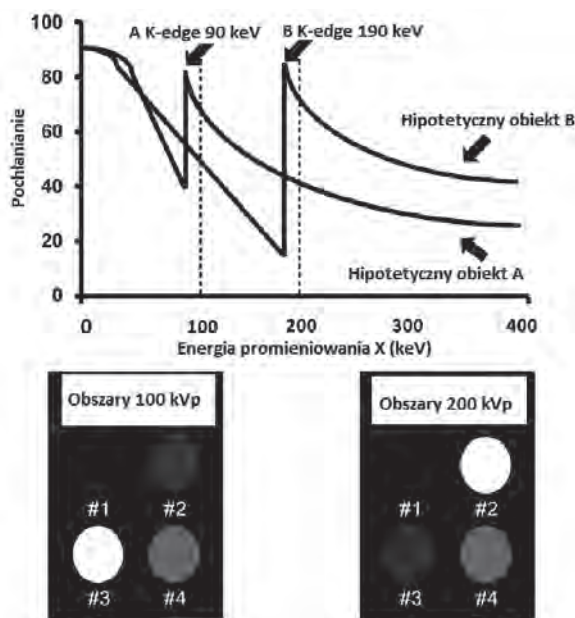 100
80
60
40
20
0
Pochłanianie
A K-edge 90 keV
B K-edge 190 keV
Hipotetyczny obiekt B
Hipotetyczny obiekt A
0 100 200 300 400
Energia promieniowania X (keV)
Obszary 100 kVp
#1 #2
#3 #4
Obszary 200 kVp
#1 #2
#3 #4